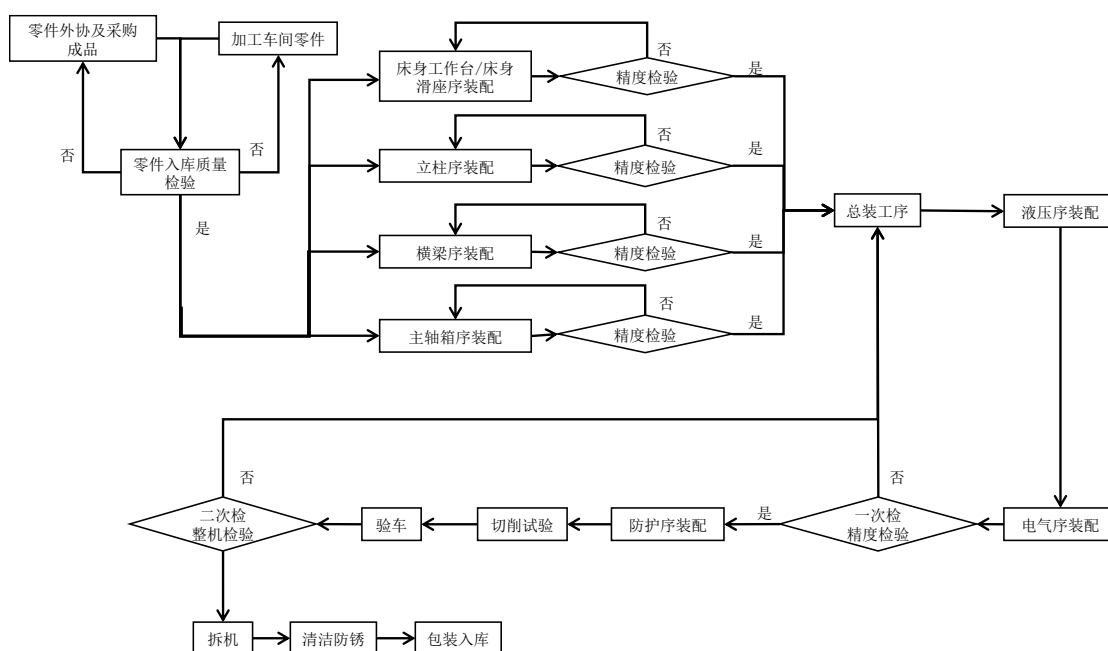 零件外协及采购
成品
加工车间零件
否
否
零件入库质量
检验
是
床身工作台/床身
滑座序装配
否
精度检验
是
立柱序装配
否
精度检验
是
横梁序装配
否
精度检验
是
主轴箱序装配
否
精度检验
是
总装工序
液压序装配
电气序装配
否
一次检
精度检验
是
防护序装配
切削试验
验车
否
二次检
整机检验
拆机
清洁防锈
包装入库